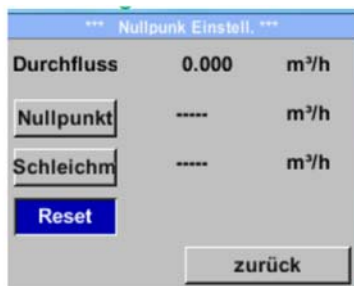 *** Nullpunk Einstell. ***
Durchfluss 0.000 m³/h
Nullpunkt ----- m³/h
Schleichm ----- m³/h
Reset
zurück